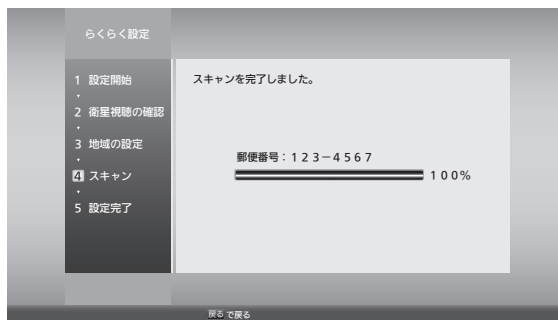 らくらく設定
1 設定開始
2 衛星視聴の確認
3 地域の設定
4 スキャン
5 設定完了
スキャンを完了しました。
郵便番号：１２３－４５６７
１００％
戻る で戻る